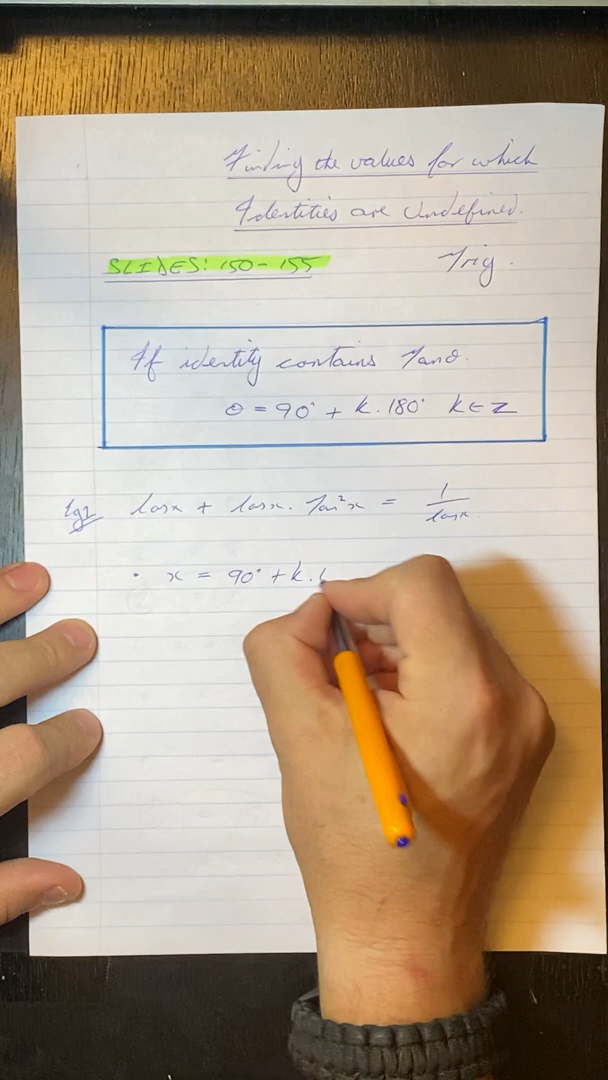 Finding the values for which
Identities are Undefined.
SLIDES: 150-155
Trig.
If identity contains Tanθ.
θ = 90° + k. 180° k ∈ Z
Eg1 Cosx + Cosx. Tan²x = 1/Cosx
• x = 90° + k.